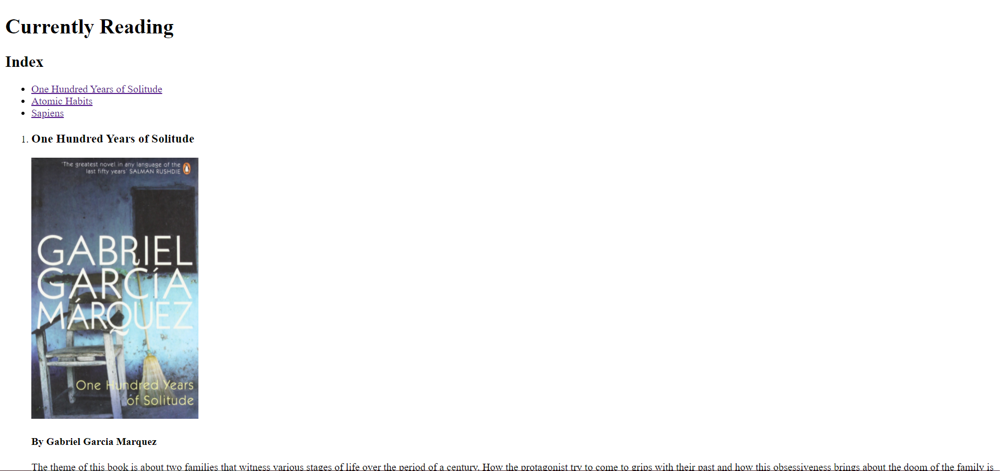 Currently Reading
Index
One Hundred Years of Solitude
Atomic Habits
Sapiens
1. One Hundred Years of Solitude
'The greatest novel in any language of the
last fifty years' SALMAN RUSHDIE
GABRIEL
GARCÍA
MÁRQUEZ
One Hundred Years
of Solitude
By Gabriel Garcia Marquez
The theme of this book is about two families that witness various stages of life over the period of a century. How the protagonist try to come to grips with their past and how this obsessiveness brings about the doom of the family is